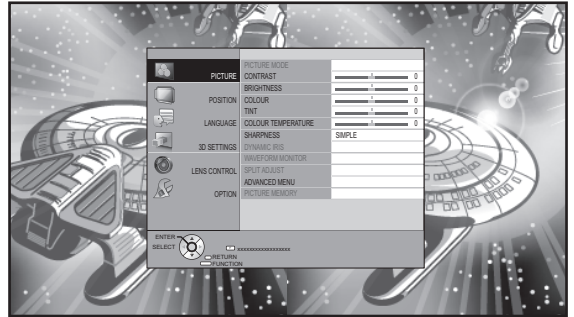 PICTURE
POSITION
LANGUAGE
3D SETTINGS
LENS CONTROL
OPTION
PICTURE MODE
CONTRAST 0
BRIGHTNESS 0
COLOUR 0
TINT 0
COLOUR TEMPERATURE 0
SHARPNESS SIMPLE
DYNAMIC IRIS
WAVEFORM MONITOR
SPLIT ADJUST
ADVANCED MENU
PICTURE MEMORY
ENTER
SELECT
xxxxxxxxxxxxxxxxxx
RETURN
FUNCTION